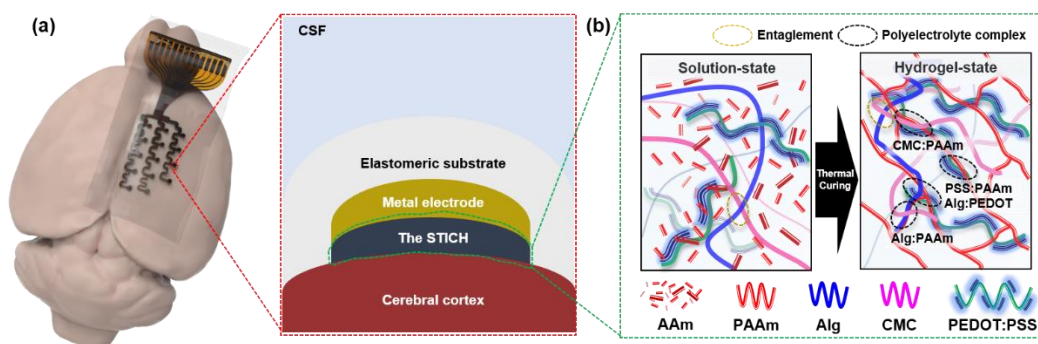 (a)
CSF
Elastomeric substrate
Metal electrode
The STICH
Cerebral cortex
(b)
Entaglement
Polyelectrolyte complex
Solution-state
Hydrogel-state
Thermal
Curing
CMC:PAAm
PSS:PAAm
Alg:PEDOT
Alg:PAAm
AAm
PAAm
Alg
CMC
PEDOT:PSS